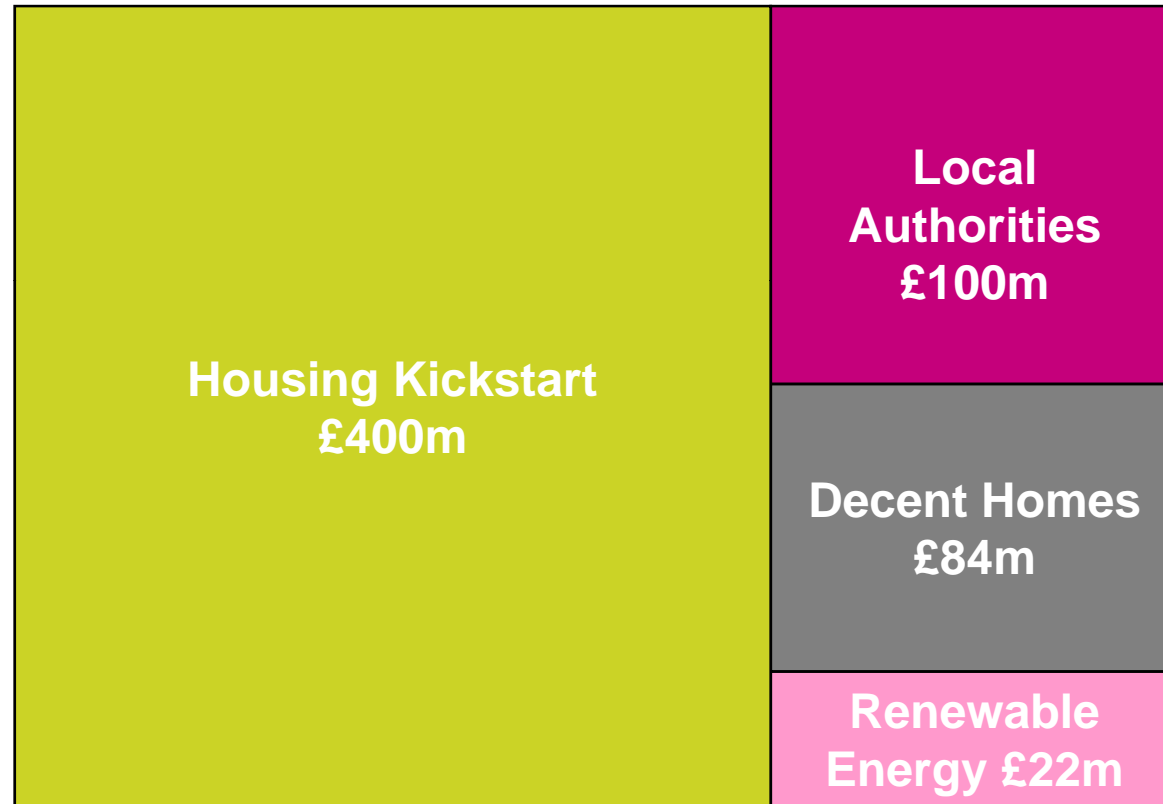 Housing Kickstart
£400m
Local
Authorities
£100m
Decent Homes
£84m
Renewable
Energy £22m